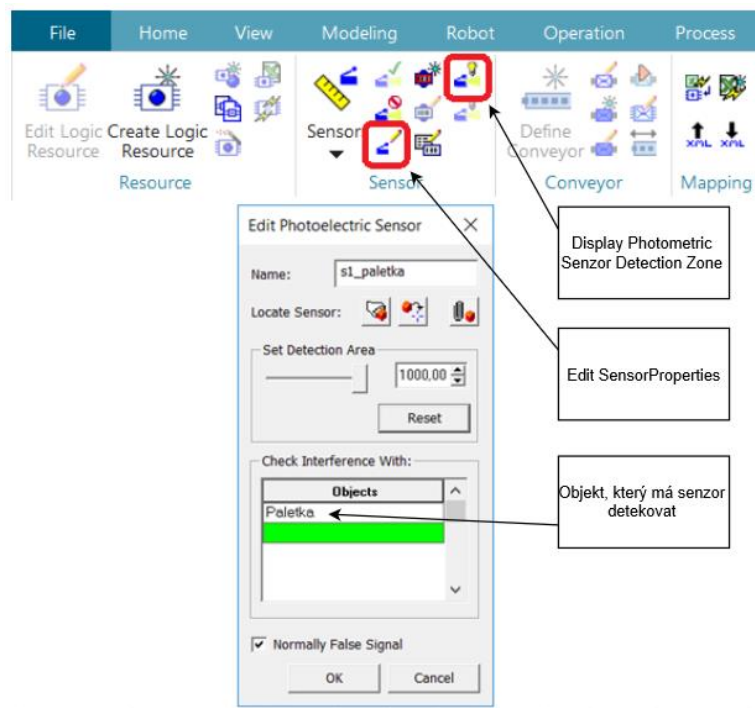 File Home View Modeling Robot Operation Process
Edit Logic Create Logic
Resource Resource
Sensor
Define
Conveyor
XML XML
Resource Sensor Conveyor Mapping
Display Photometric
Senzor Detection Zone
Edit SensorProperties
Objekt, který má senzor
detekovat
Edit Photoelectric Sensor
Name: s1_paletka
Locate Sensor:
Set Detection Area
1000,00
Reset
Check Interference With:
Objects
Paletka
Normally False Signal
OK Cancel